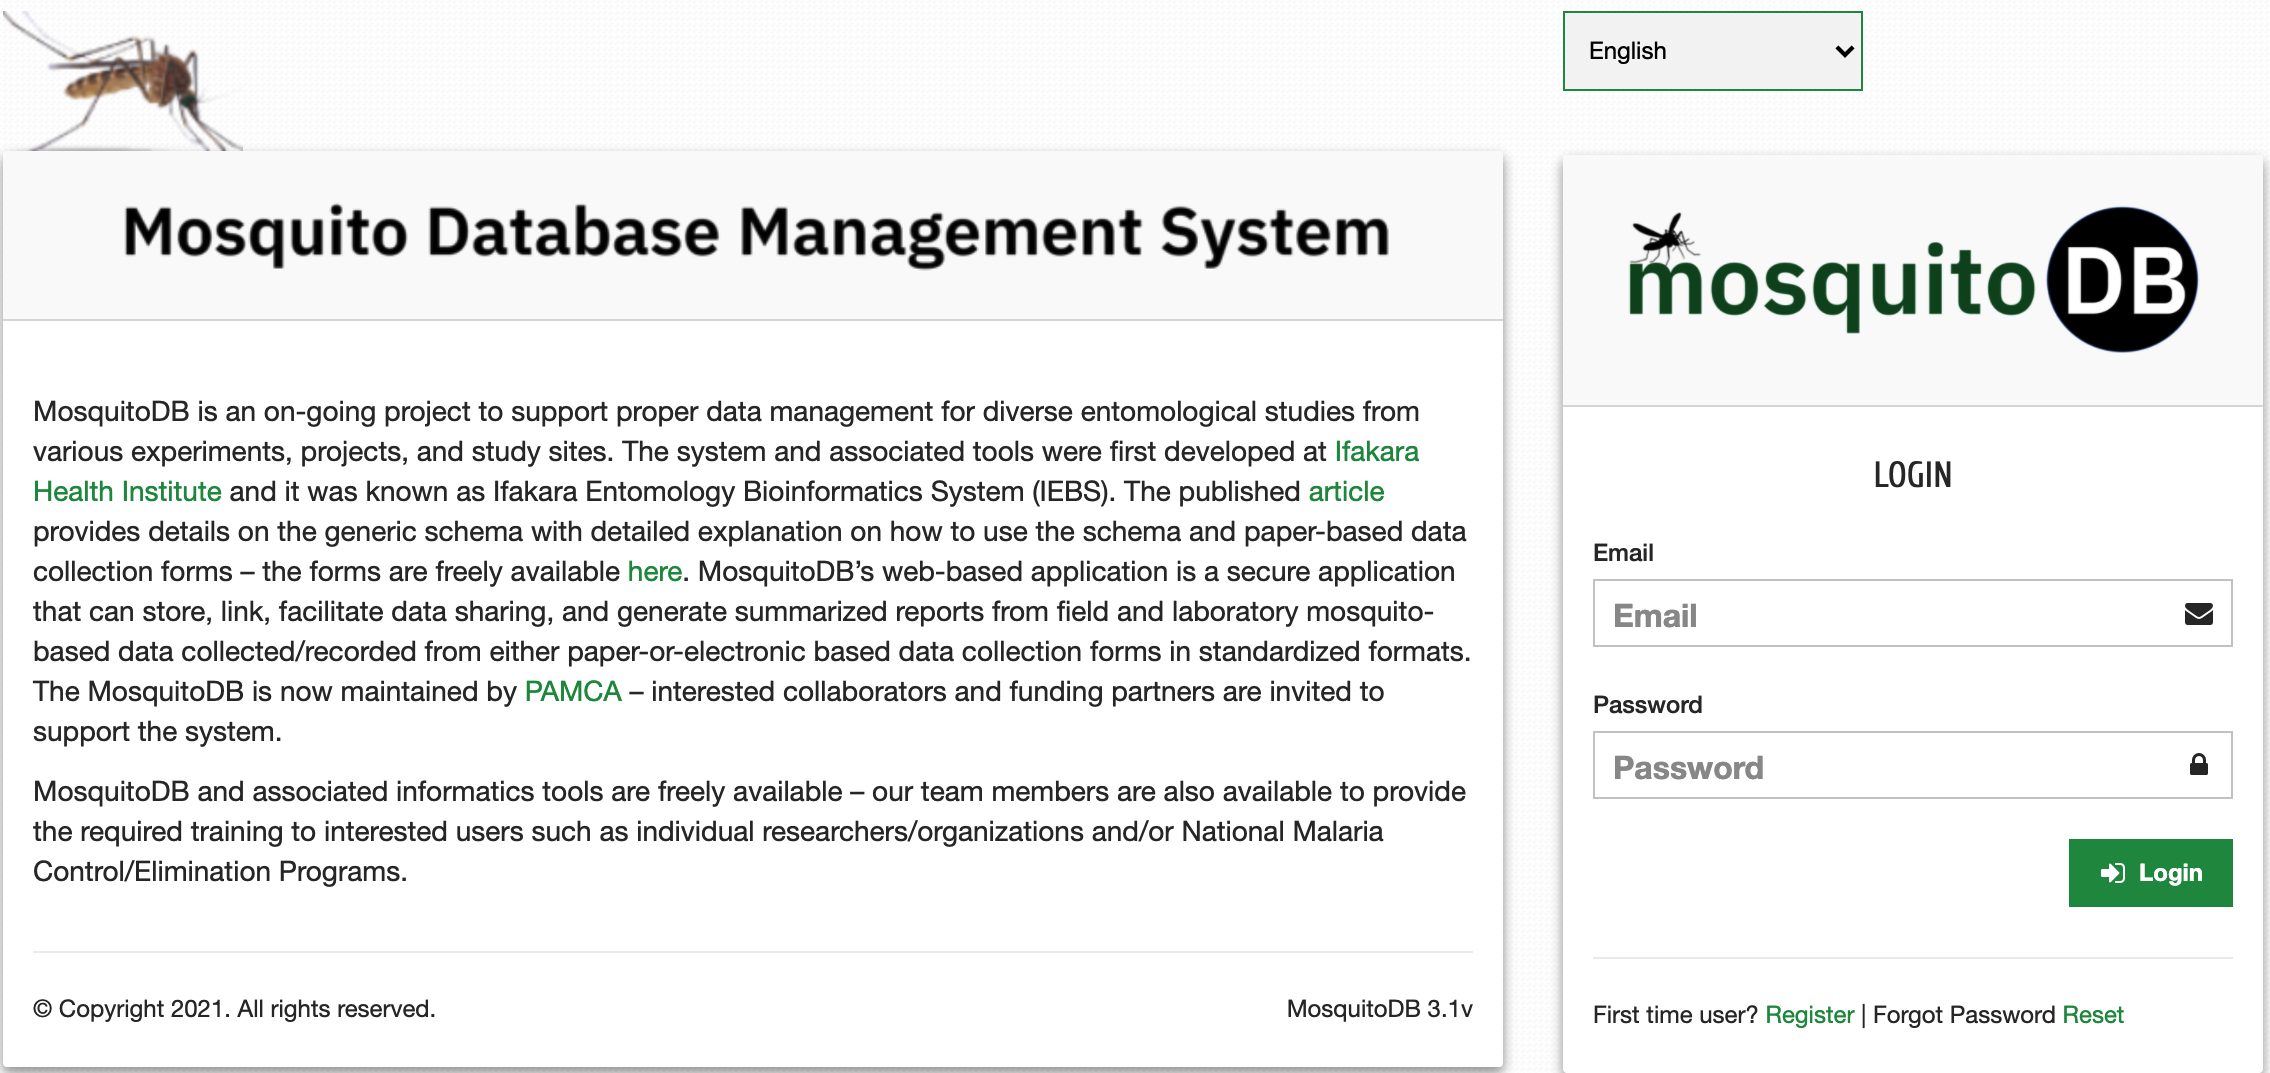 English
Mosquito Database Management System
MosquitoDB is an on-going project to support proper data management for diverse entomological studies from
various experiments, projects, and study sites. The system and associated tools were first developed at Ifakara
Health Institute and it was known as Ifakara Entomology Bioinformatics System (IEBS). The published article
provides details on the generic schema with detailed explanation on how to use the schema and paper-based data
collection forms – the forms are freely available here. MosquitoDB’s web-based application is a secure application
that can store, link, facilitate data sharing, and generate summarized reports from field and laboratory mosquito-
based data collected/recorded from either paper-or-electronic based data collection forms in standardized formats.
The MosquitoDB is now maintained by PAMCA – interested collaborators and funding partners are invited to
support the system.
MosquitoDB and associated informatics tools are freely available – our team members are also available to provide
the required training to interested users such as individual researchers/organizations and/or National Malaria
Control/Elimination Programs.
© Copyright 2021. All rights reserved.
MosquitoDB 3.1v
mosquito DB
LOGIN
Email
Email
Password
Password
Login
First time user? Register | Forgot Password Reset